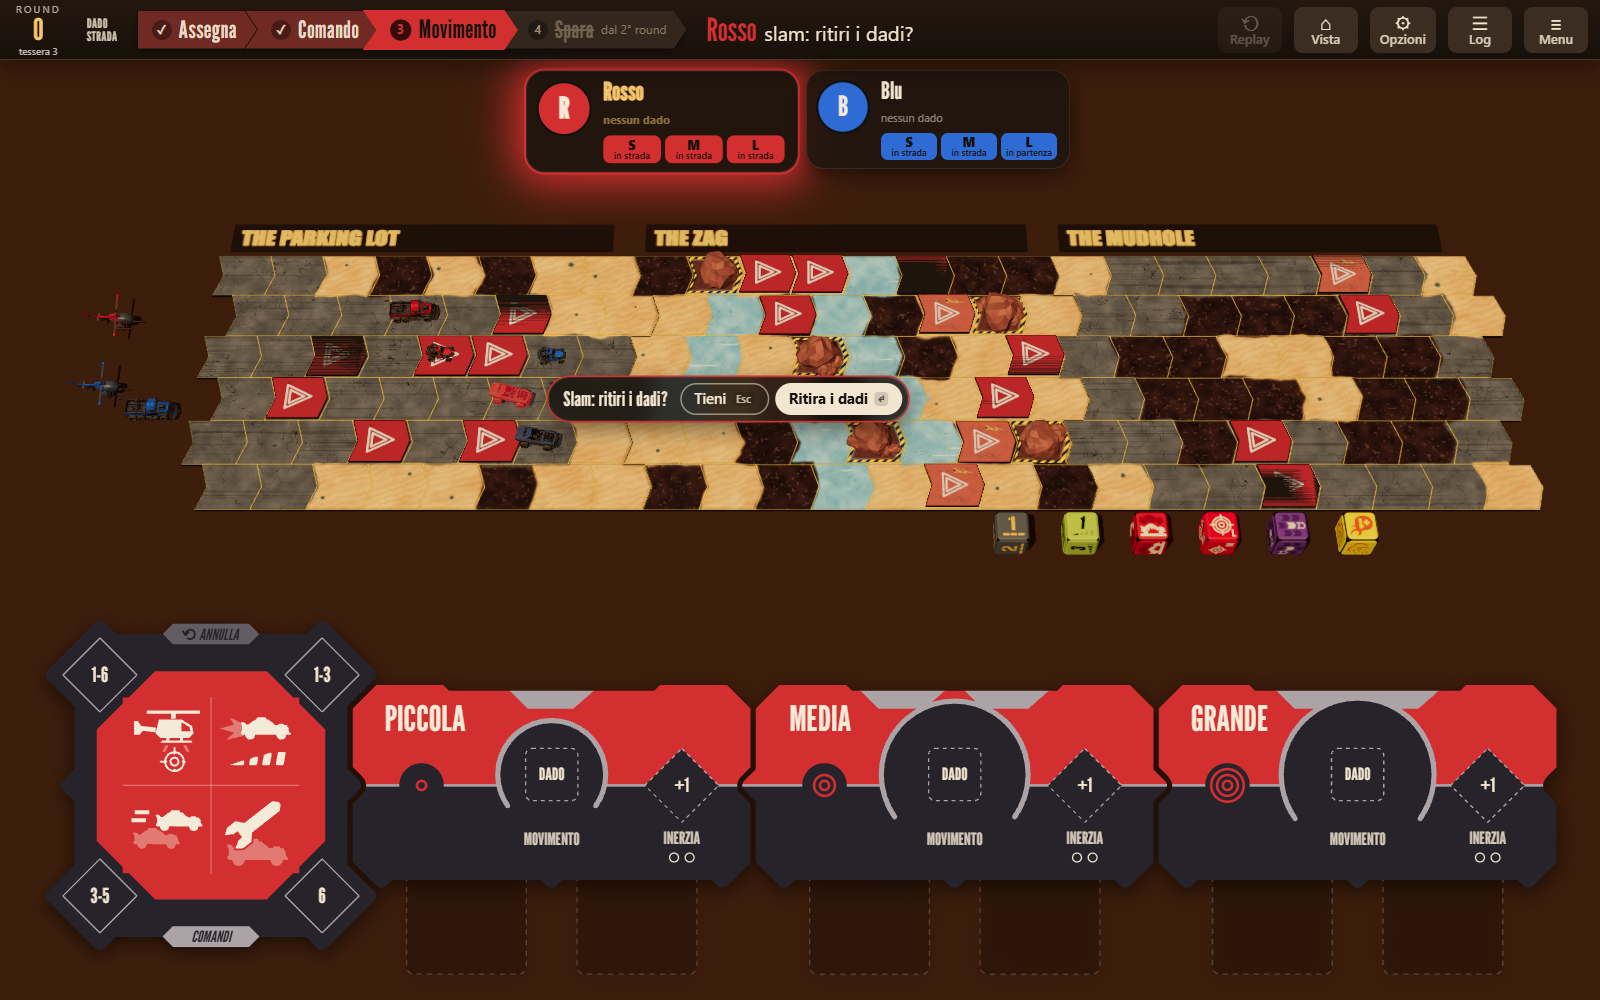 ROUND
0
tessera 3
DADO
STRADA
✓ Assegna
✓ Comando
3 Movimento
4 Spara dal 2° round
Rosso slam: ritiri i dadi?
Replay
Vista
Opzioni
Log
Menu
R
Rosso
nessun dado
S
in strada
M
in strada
L
in strada
B
Blu
nessun dado
S
in strada
M
in strada
L
in partenza
THE PARKING LOT
THE ZAG
THE MUDHOLE
Slam: ritiri i dadi?
Tieni Esc
Ritira i dadi
1
1
ANNULLA
1-6
1-3
3-5
6
COMANDI
PICCOLA
DADO
MOVIMENTO
+1
INERZIA
MEDIA
DADO
MOVIMENTO
+1
INERZIA
GRANDE
DADO
MOVIMENTO
+1
INERZIA